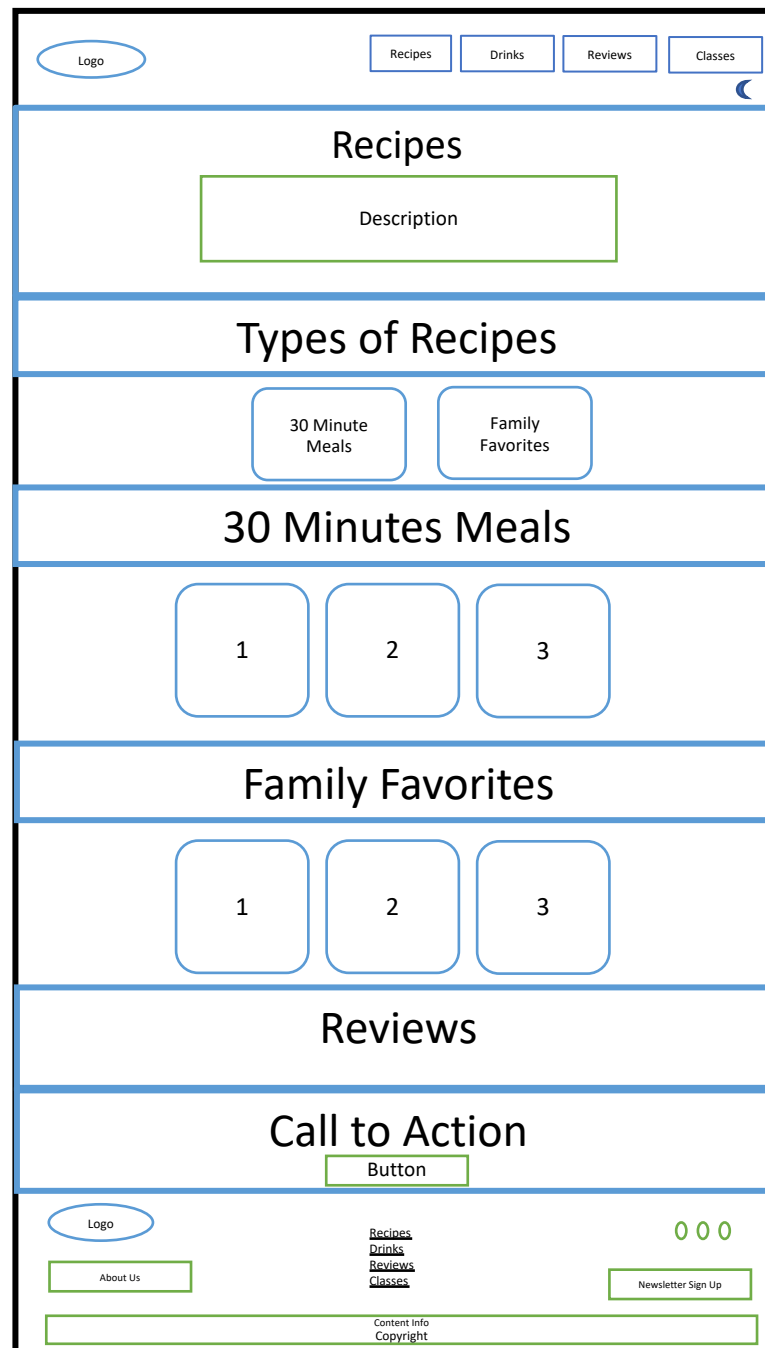 Logo
Recipes
Drinks
Reviews
Classes
Recipes
Description
Types of Recipes
30 Minute
Meals
Family
Favorites
30 Minutes Meals
1
2
3
Family Favorites
1
2
3
Reviews
Call to Action
Button
Logo
Recipes
Drinks
Reviews
Classes
About Us
Newsletter Sign Up
Content Info
Copyright